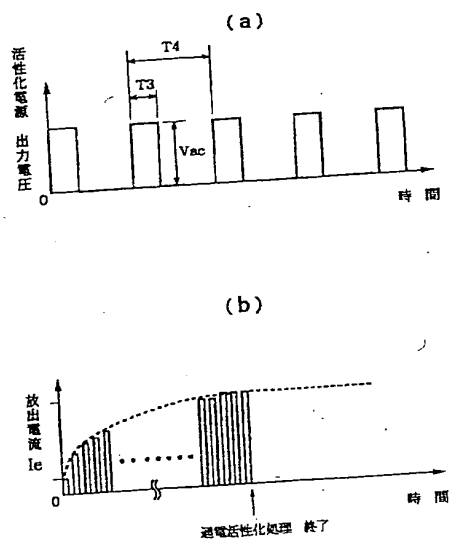 (a)
T4
T3
Vac
活性化電源 出力電圧
0
時 間
(b)
放出電流
Ie
0
時 間
通電活性化処理 終了